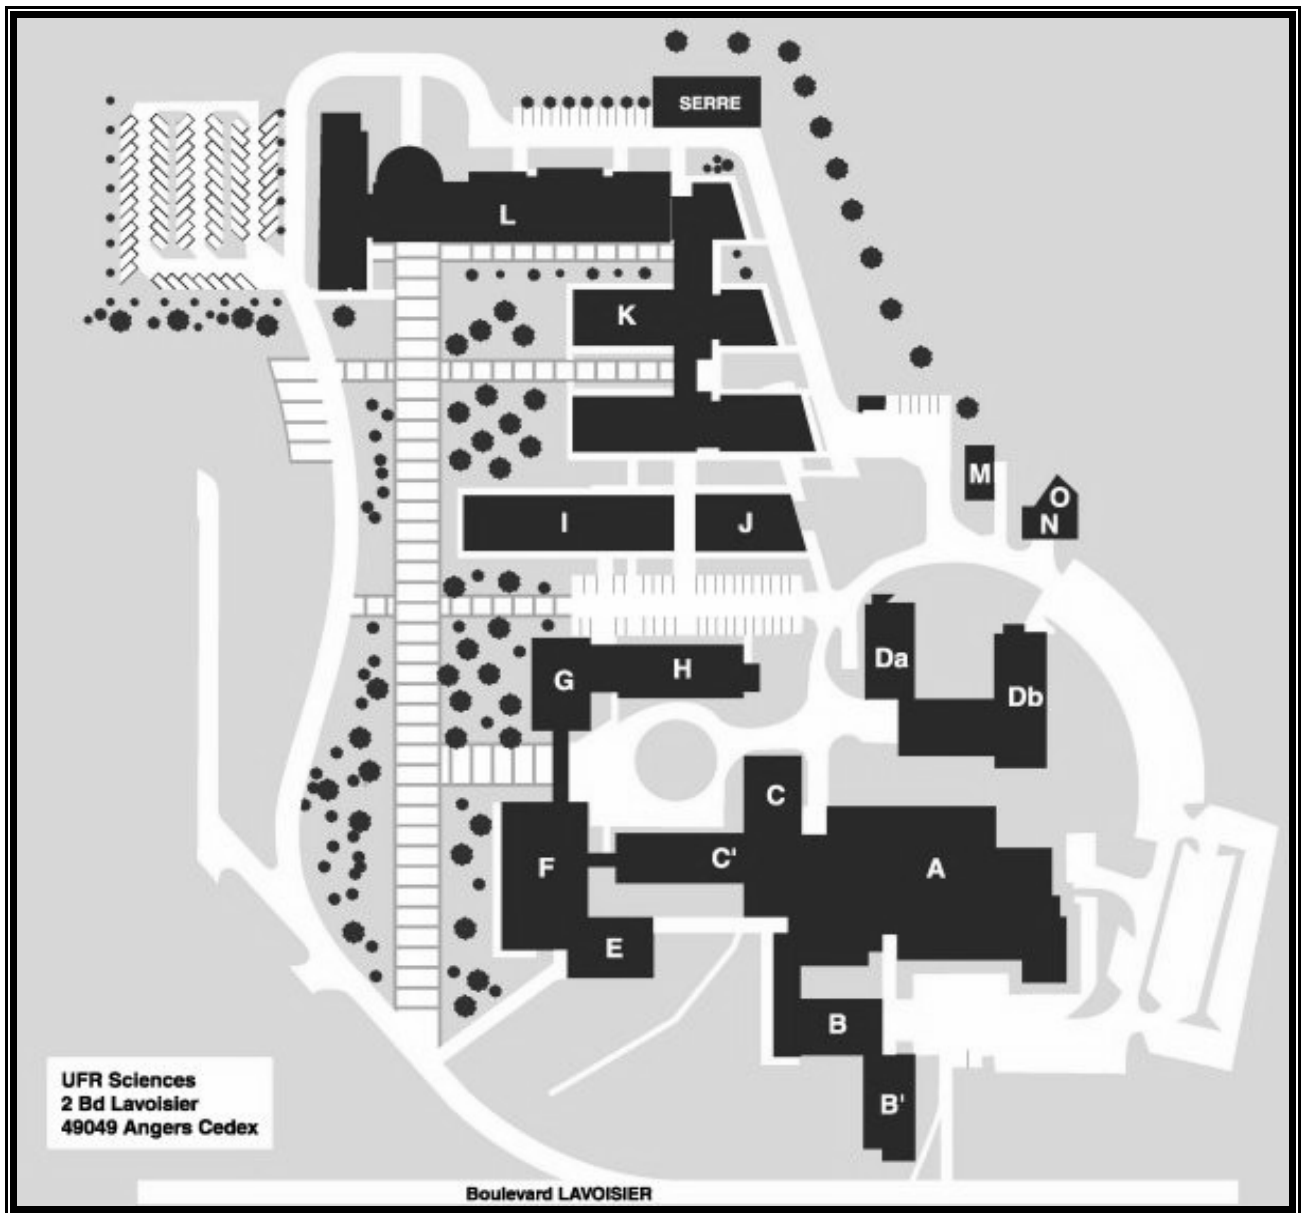 SERRE
L
K
M
O
N
I
J
Da
Db
G
H
C
C'
A
F
E
B
B'
UFR Sciences
2 Bd Lavoisier
49049 Angers Cedex
Boulevard LAVOISIER